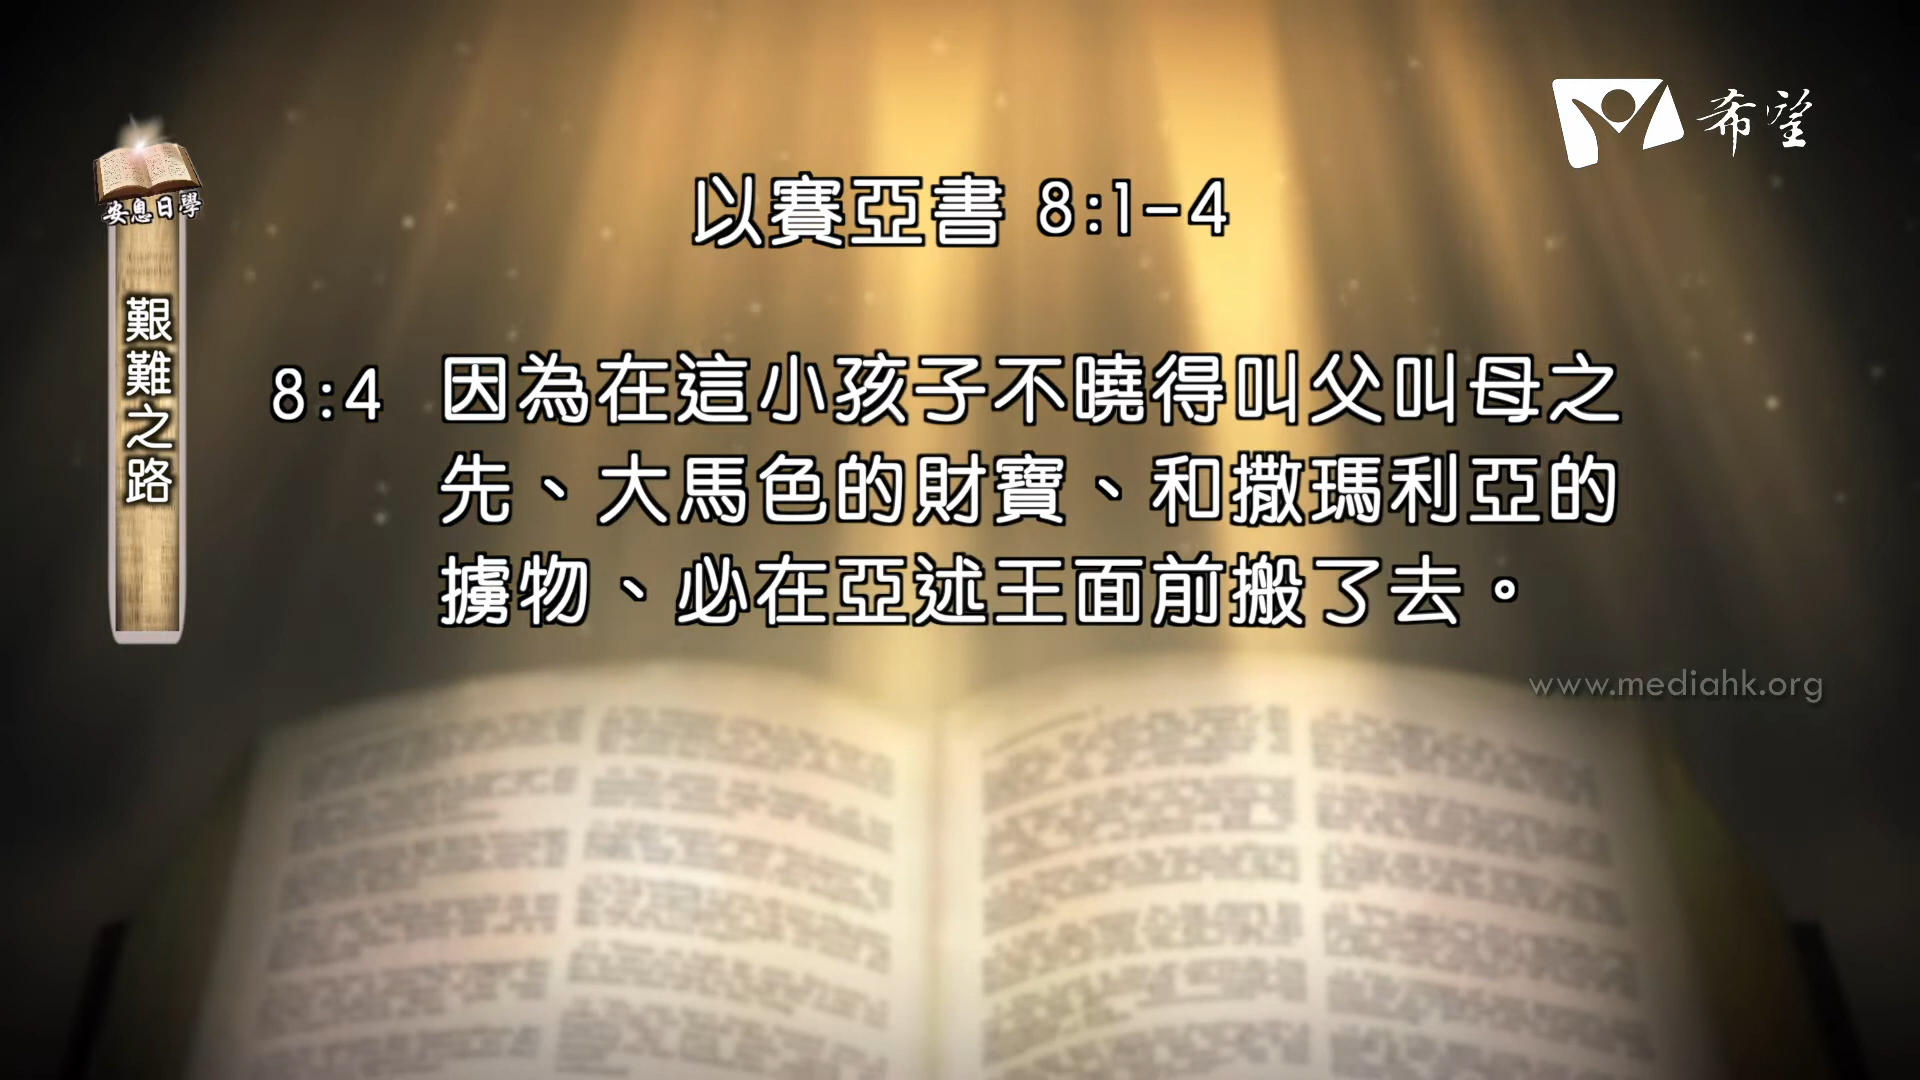 希望
安息日學
艱難之路
以賽亞書 8:1-4
8:4 因為在這小孩子不曉得叫父叫母之
先、大馬色的財寶、和撒瑪利亞的
擄物、必在亞述王面前搬了去。
www.mediahk.org